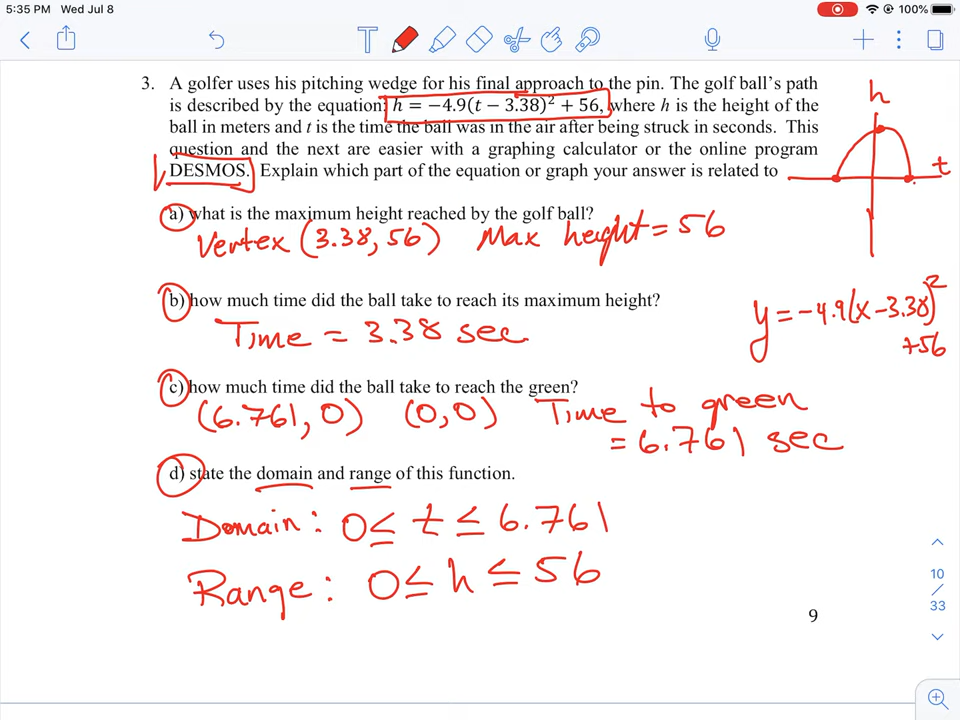 5:35 PM Wed Jul 8
100%
T
3. A golfer uses his pitching wedge for his final approach to the pin. The golf ball's path
is described by the equation: h = −4.9(t − 3.38)² + 56, where h is the height of the
ball in meters and t is the time the ball was in the air after being struck in seconds. This
question and the next are easier with a graphing calculator or the online program
DESMOS. Explain which part of the equation or graph your answer is related to
h
t
a) what is the maximum height reached by the golf ball?
Vertex (3.38, 56) Max height = 56
b) how much time did the ball take to reach its maximum height?
Time = 3.38 sec
y = −4.9(x −3.38)²
+56
c) how much time did the ball take to reach the green?
(6.761, 0) (0,0) Time to green
= 6.761 sec
d) state the domain and range of this function.
Domain: 0 ≤ t ≤ 6.761
Range: 0 ≤ h ≤ 56
9
10
/
33